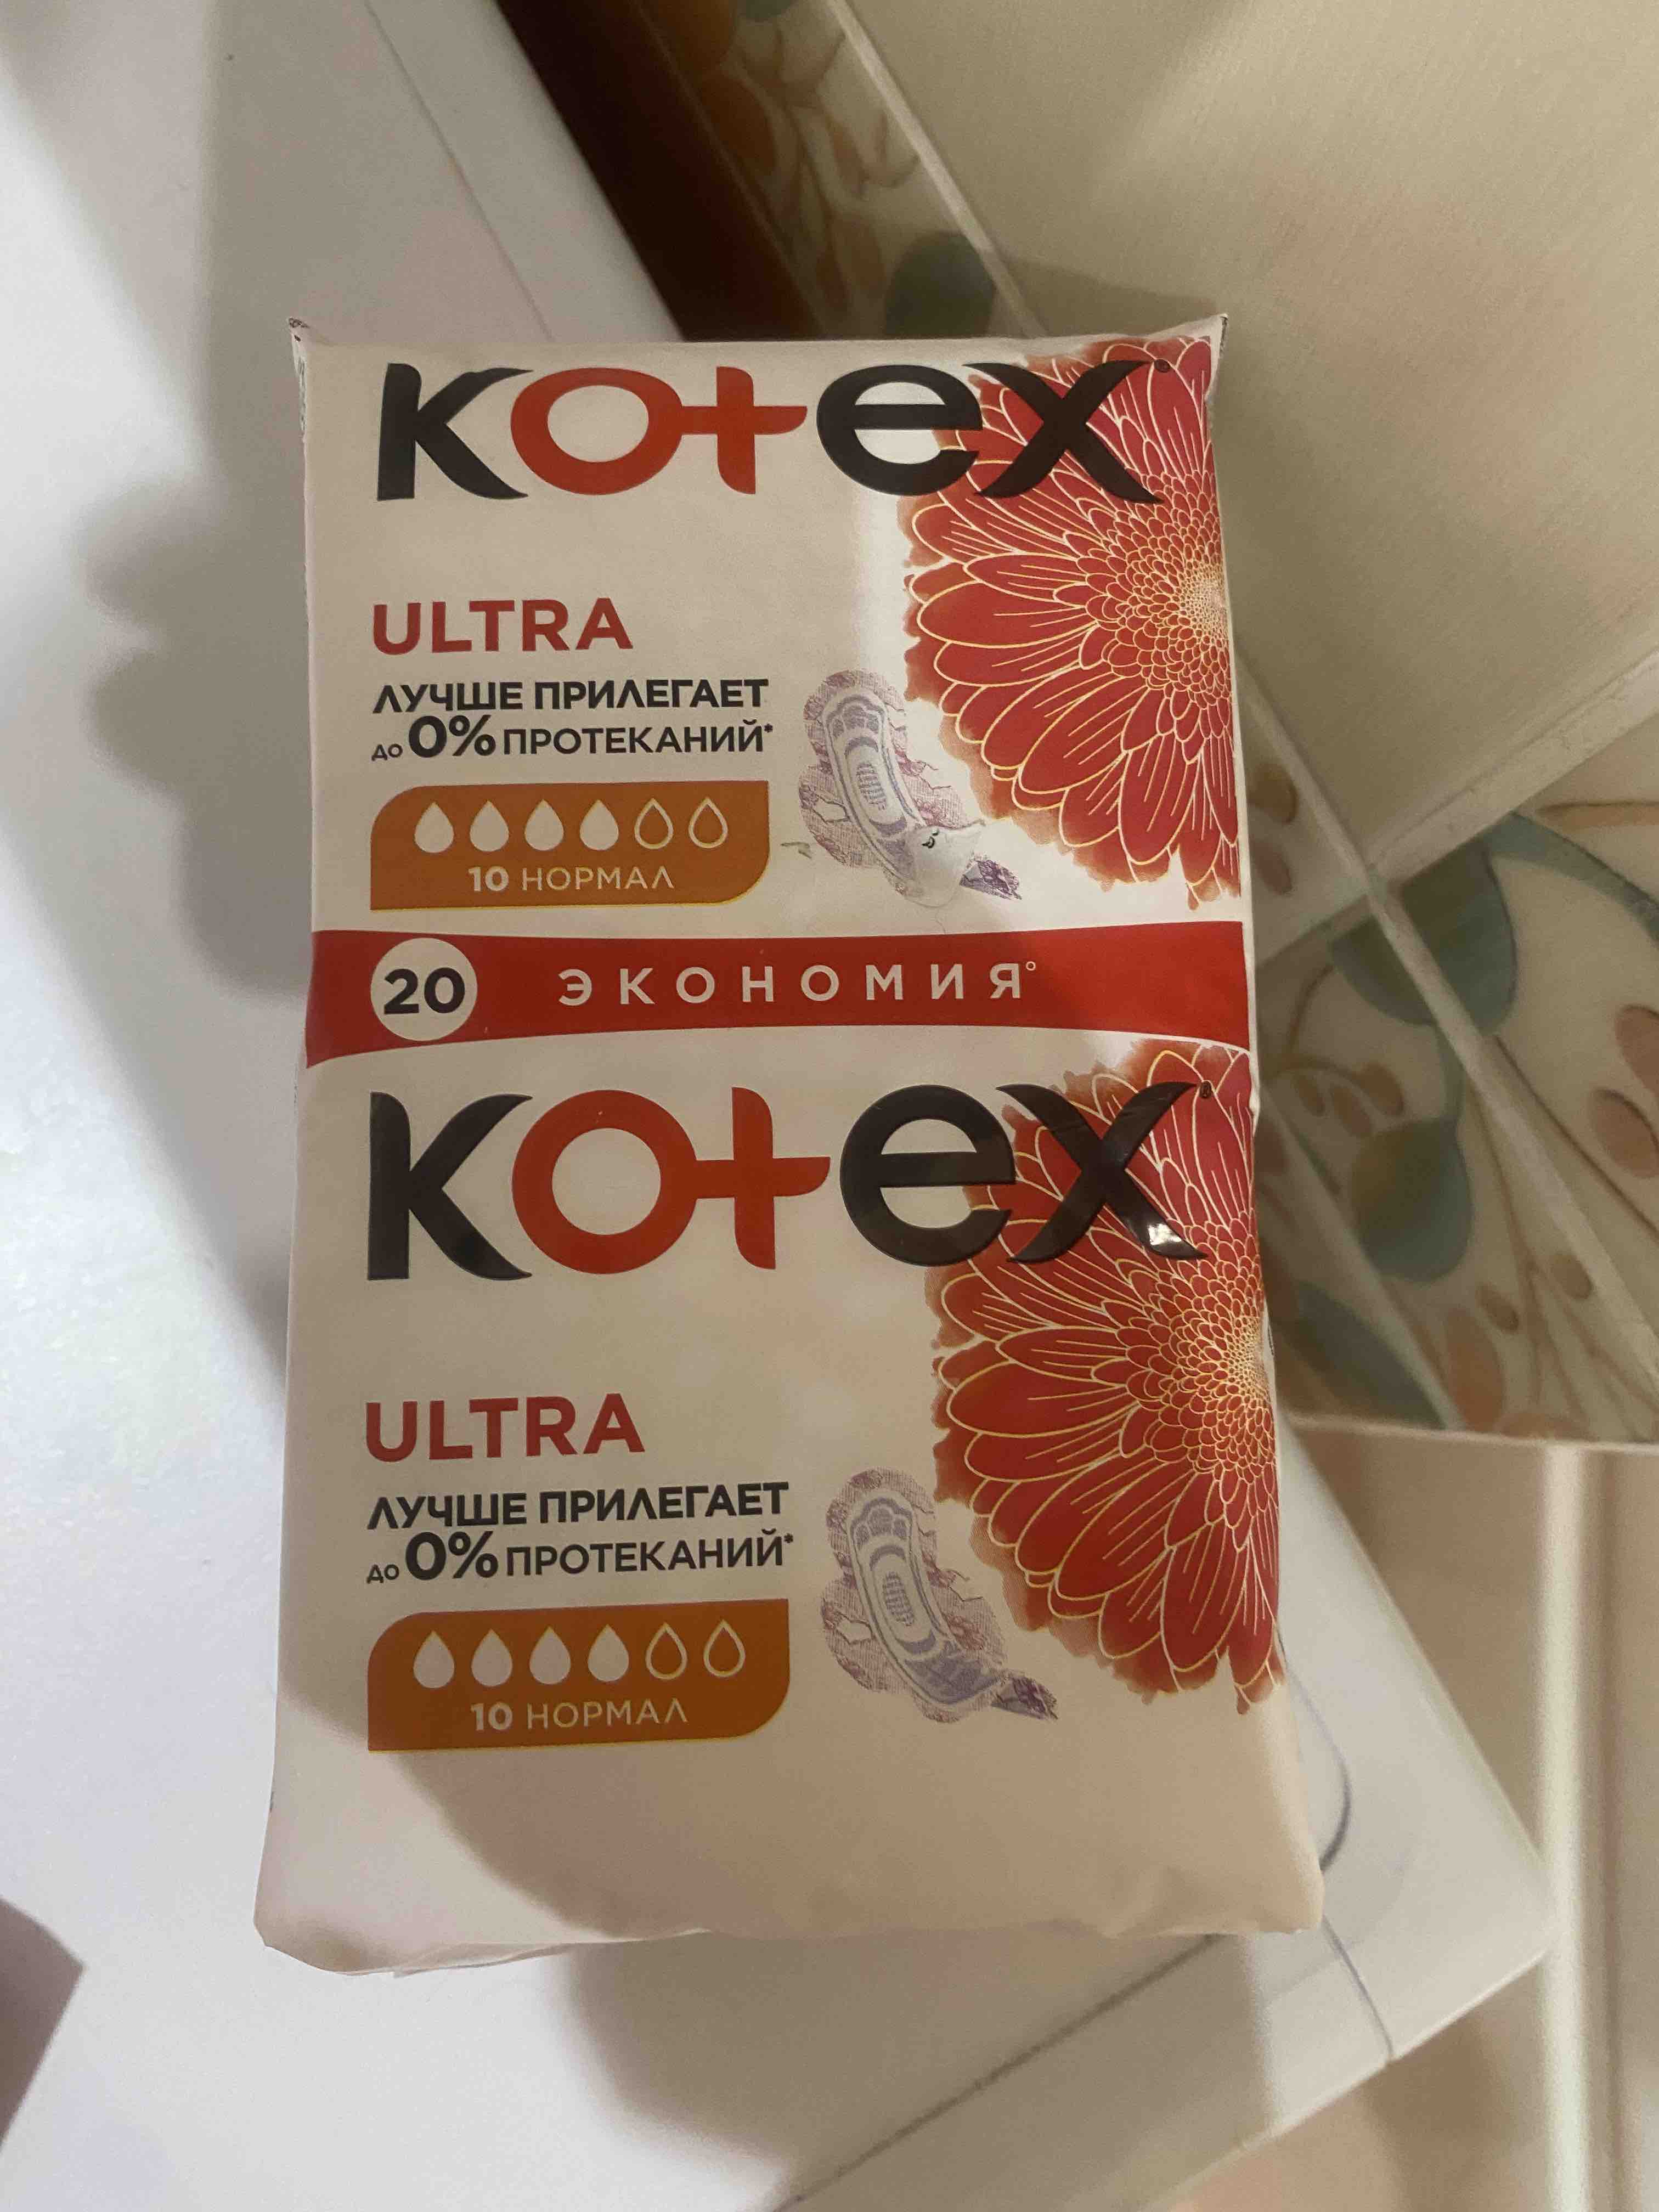 Kotex
ULTRA
ЛУЧШЕ ПРИЛЕГАЕТ
до 0% ПРОТЕКАНИЙ*
10 НОРМАЛ
20 ЭКОНОМИЯ°
Kotex®
ULTRA
ЛУЧШЕ ПРИЛЕГАЕТ
до 0% ПРОТЕКАНИЙ*
10 НОРМАЛ